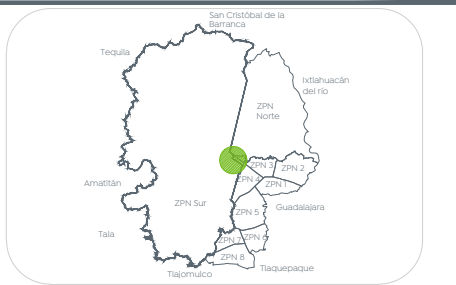 San Cristóbal de la
Barranca
Tequila
Ixtlahuacán
del río
ZPN
Norte
ZPN 3
ZPN 2
ZPN 4
ZPN 1
Amatitán
ZPN Sur
Guadalajara
ZPN 5
Tala
ZPN 7
ZPN 6
ZPN 8
Tlajomulco
Tlaquepaque